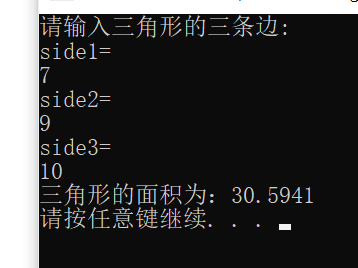 请输入三角形的三条边:
side1=
7
side2=
9
side3=
10
三角形的面积为：30.5941
请按任意键继续. . .